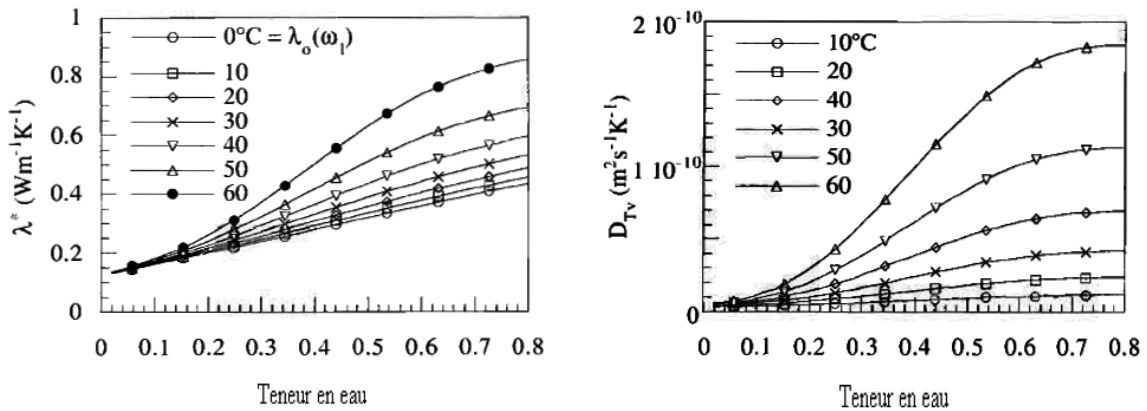 1
0.8
0.6
0.4
0.2
0
λ* (Wm⁻¹K⁻¹)
0°C = λₒ(ωₗ)
10
20
30
40
50
60
0 0.1 0.2 0.3 0.4 0.5 0.6 0.7 0.8
Teneur en eau
2 10⁻¹⁰
1 10⁻¹⁰
0
D_Tv (m²s⁻¹K⁻¹)
10°C
20
40
30
50
60
0 0.1 0.2 0.3 0.4 0.5 0.6 0.7 0.8
Teneur en eau